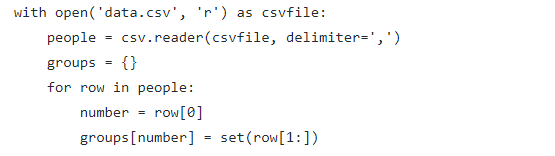 with open('data.csv', 'r') as csvfile:
    people = csv.reader(csvfile, delimiter=',')
    groups = {}
    for row in people:
        number = row[0]
        groups[number] = set(row[1:])